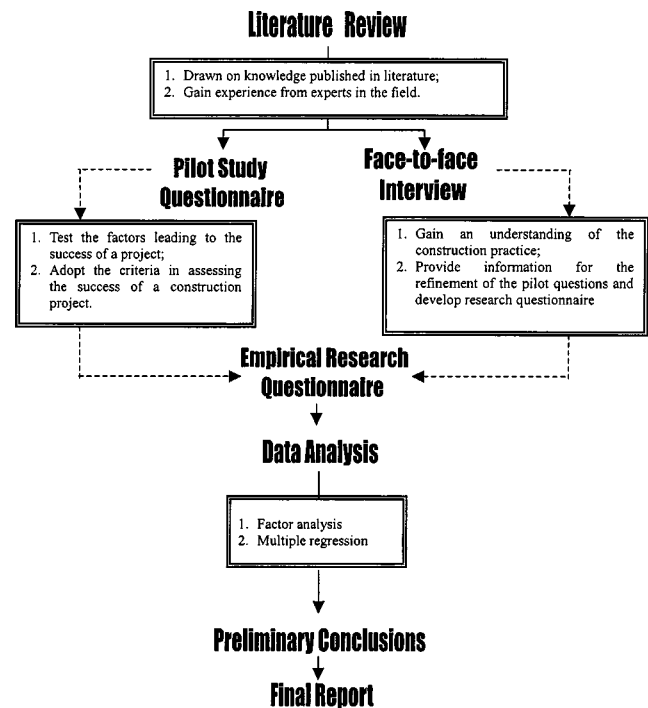 Literature Review
1. Drawn on knowledge published in literature;
2. Gain experience from experts in the field.
Pilot Study
Questionnaire
Face-to-face
Interview
1. Test the factors leading to the
success of a project;
2. Adopt the criteria in assessing
the success of a construction
project.
1. Gain an understanding of the
construction practice;
2. Provide information for the
refinement of the pilot questions and
develop research questionnaire
Empirical Research
Questionnaire
Data Analysis
1. Factor analysis
2. Multiple regression
Preliminary Conclusions
Final Report